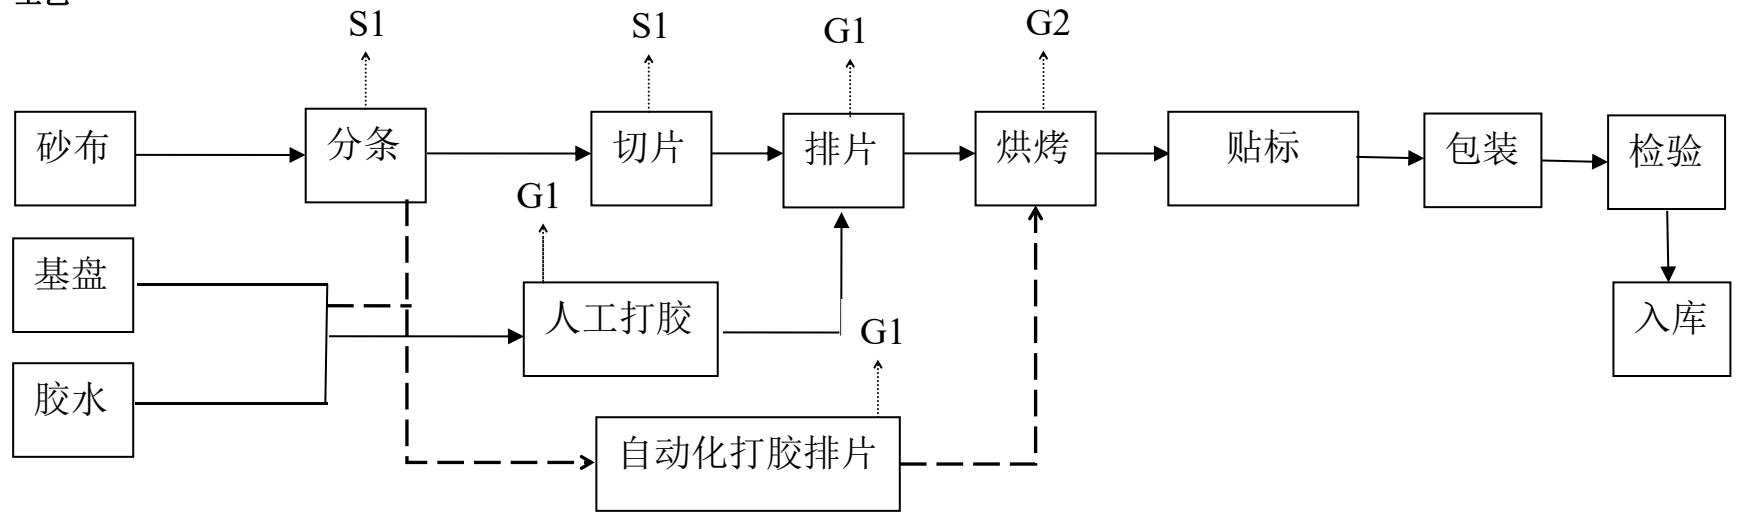 S1
S1
G1
G2
砂布
分条
切片
排片
烘烤
贴标
包装
检验
G1
基盘
人工打胶
入库
G1
胶水
自动化打胶排片